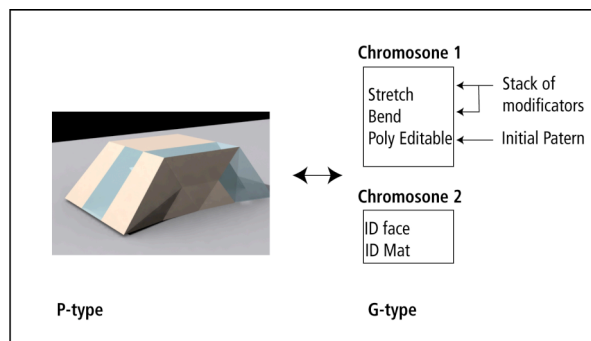 Chromosone 1
Stretch
Bend
Poly Editable
Stack of
modificators
Initial Patern
Chromosone 2
ID face
ID Mat
P-type
G-type